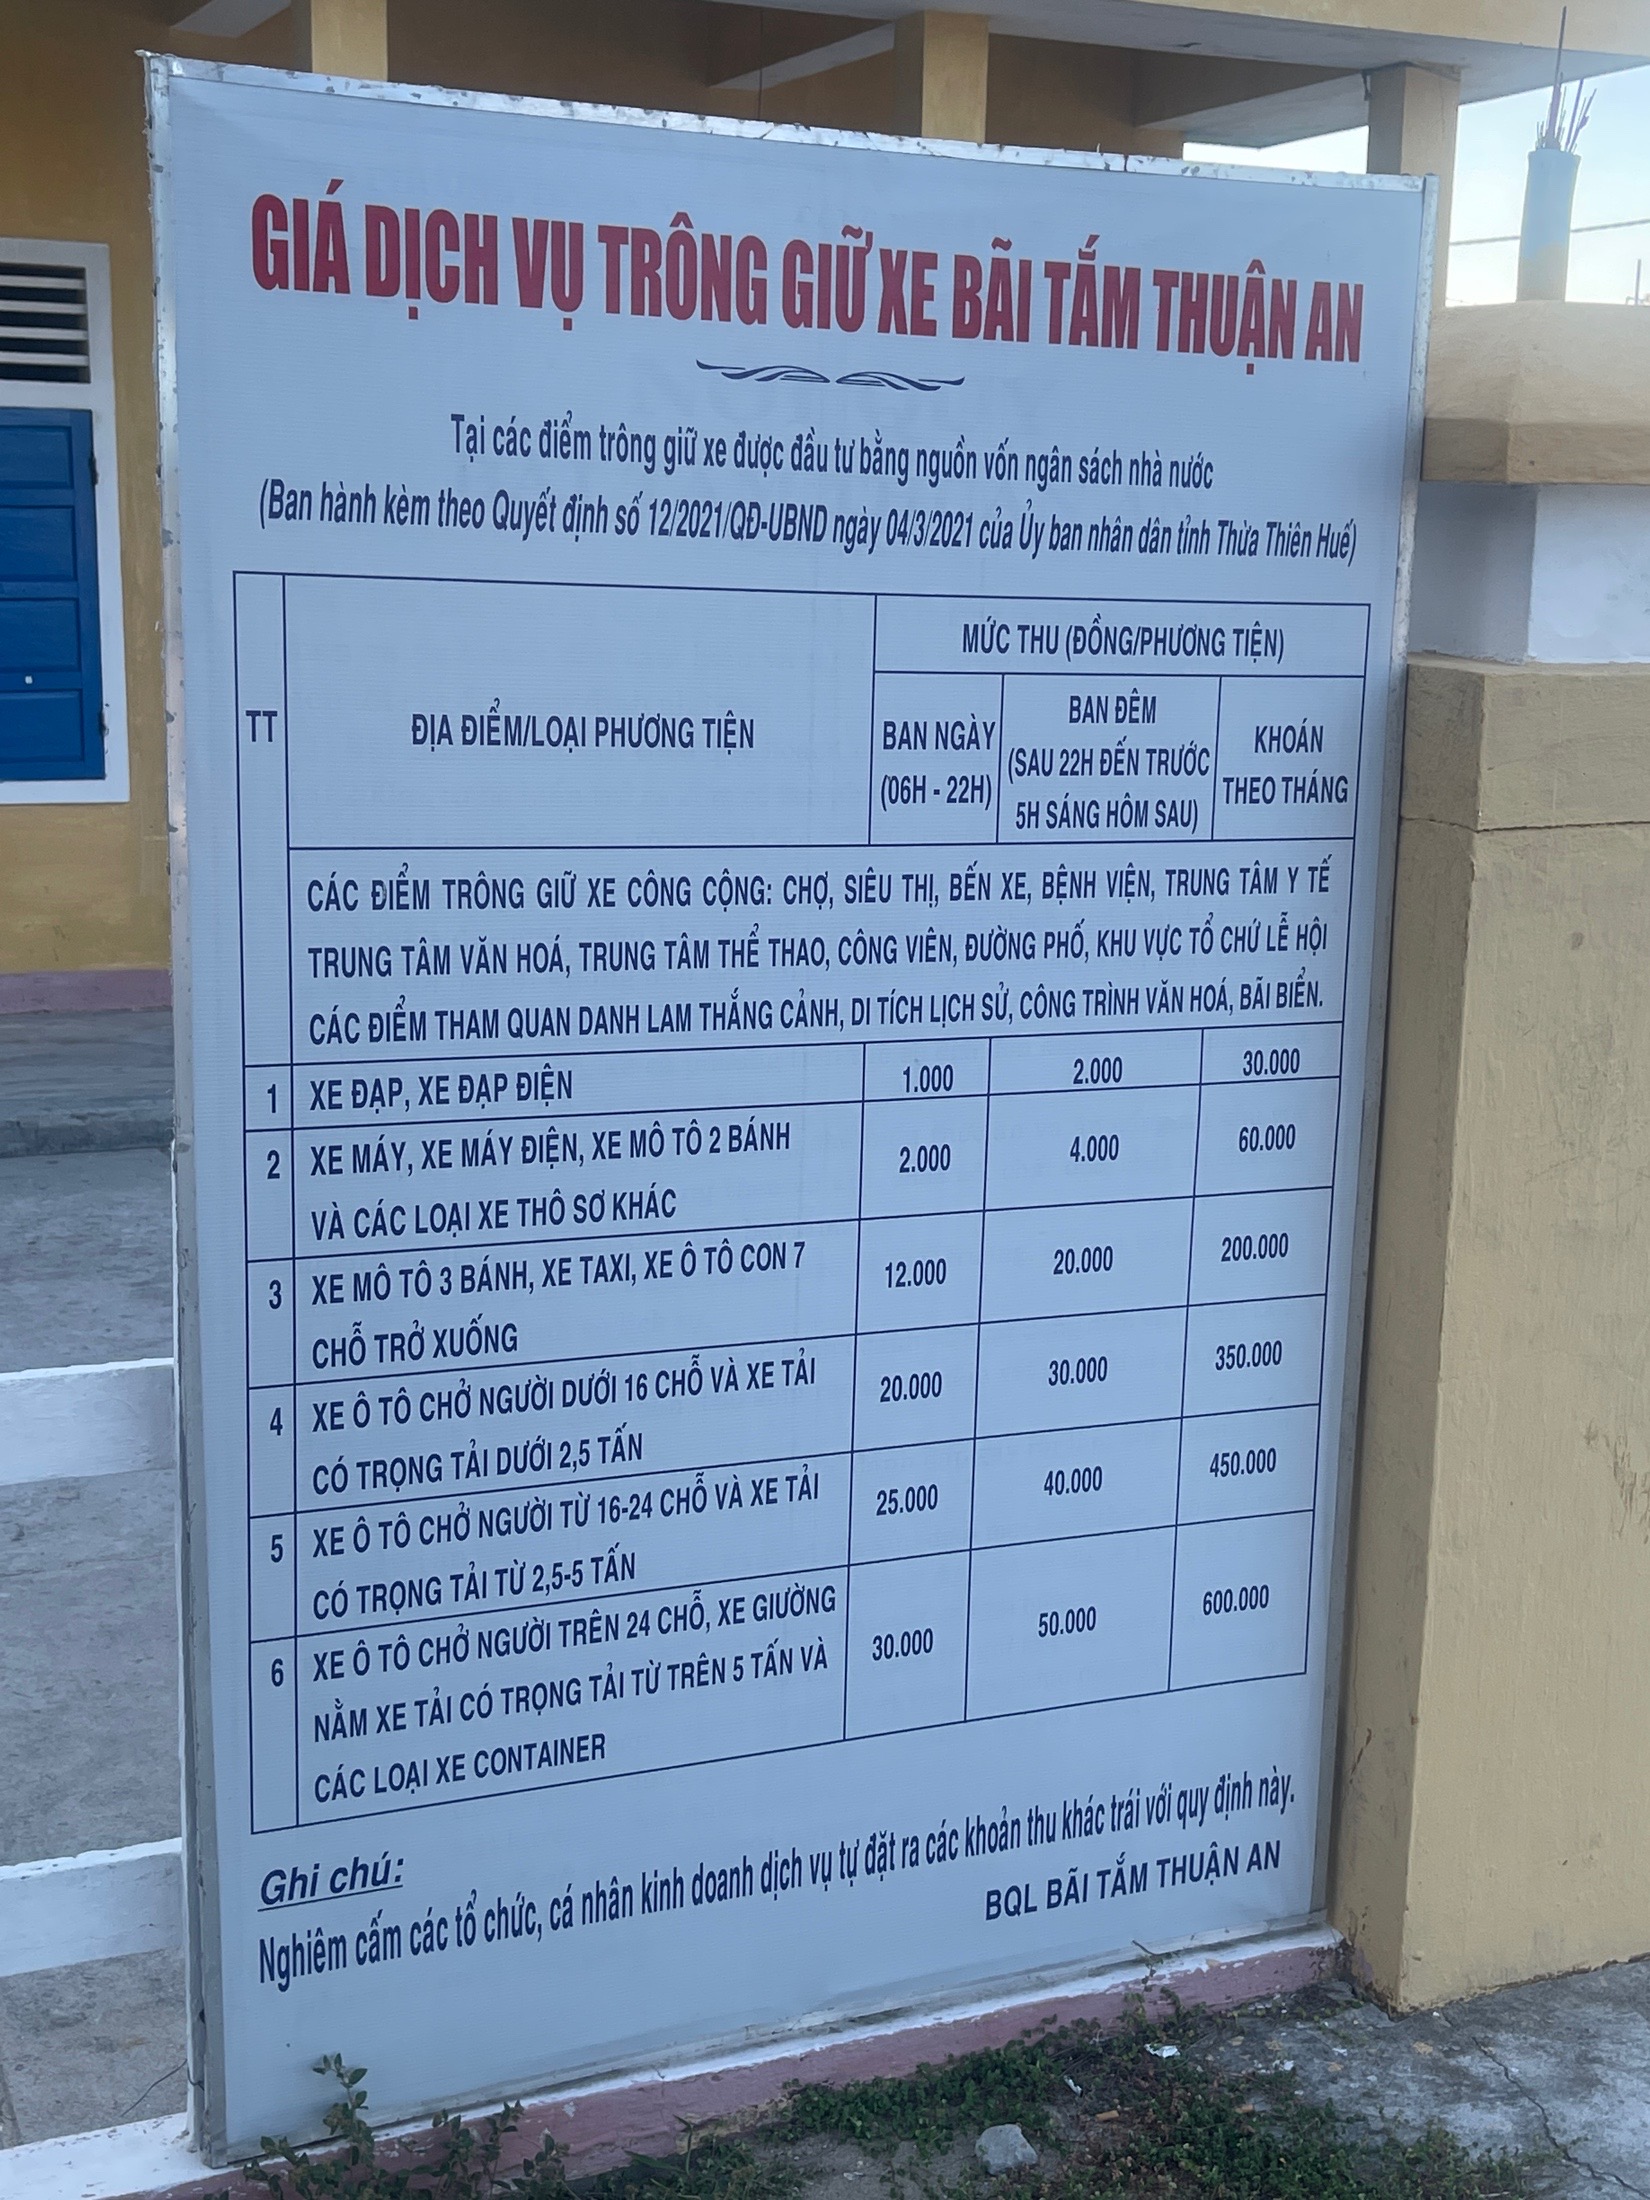 GIÁ DỊCH VỤ TRÔNG GIỮ XE BÃI TẮM THUẬN AN
Tại các điểm trông giữ xe được đầu tư bằng nguồn vốn ngân sách nhà nước
(Ban hành kèm theo Quyết định số 12/2021/QĐ-UBND ngày 04/3/2021 của Ủy ban nhân dân tỉnh Thừa Thiên Huế)
TT
ĐỊA ĐIỂM/LOẠI PHƯƠNG TIỆN
MỨC THU (ĐỒNG/PHƯƠNG TIỆN)
BAN NGÀY
(06H - 22H)
BAN ĐÊM
(SAU 22H ĐẾN TRƯỚC
5H SÁNG HÔM SAU)
KHOÁN
THEO THÁNG
CÁC ĐIỂM TRÔNG GIỮ XE CÔNG CỘNG: CHỢ, SIÊU THỊ, BẾN XE, BỆNH VIỆN, TRUNG TÂM Y TẾ
TRUNG TÂM VĂN HOÁ, TRUNG TÂM THỂ THAO, CÔNG VIÊN, ĐƯỜNG PHỐ, KHU VỰC TỔ CHỨ LỄ HỘI
CÁC ĐIỂM THAM QUAN DANH LAM THẮNG CẢNH, DI TÍCH LỊCH SỬ, CÔNG TRÌNH VĂN HOÁ, BÃI BIỂN.
1 XE ĐẠP, XE ĐẠP ĐIỆN 1.000 2.000 30.000
2 XE MÁY, XE MÁY ĐIỆN, XE MÔ TÔ 2 BÁNH
VÀ CÁC LOẠI XE THÔ SƠ KHÁC 2.000 4.000 60.000
3 XE MÔ TÔ 3 BÁNH, XE TAXI, XE Ô TÔ CON 7
CHỖ TRỞ XUỐNG 12.000 20.000 200.000
4 XE Ô TÔ CHỞ NGƯỜI DƯỚI 16 CHỖ VÀ XE TẢI
CÓ TRỌNG TẢI DƯỚI 2,5 TẤN 20.000 30.000 350.000
5 XE Ô TÔ CHỞ NGƯỜI TỪ 16-24 CHỖ VÀ XE TẢI
CÓ TRỌNG TẢI TỪ 2,5-5 TẤN 25.000 40.000 450.000
6 XE Ô TÔ CHỞ NGƯỜI TRÊN 24 CHỖ, XE GIƯỜNG
NẰM XE TẢI CÓ TRỌNG TẢI TỪ TRÊN 5 TẤN VÀ
CÁC LOẠI XE CONTAINER 30.000 50.000 600.000
Ghi chú:
Nghiêm cấm các tổ chức, cá nhân kinh doanh dịch vụ tự đặt ra các khoản thu khác trái với quy định này.
BQL BÃI TẮM THUẬN AN